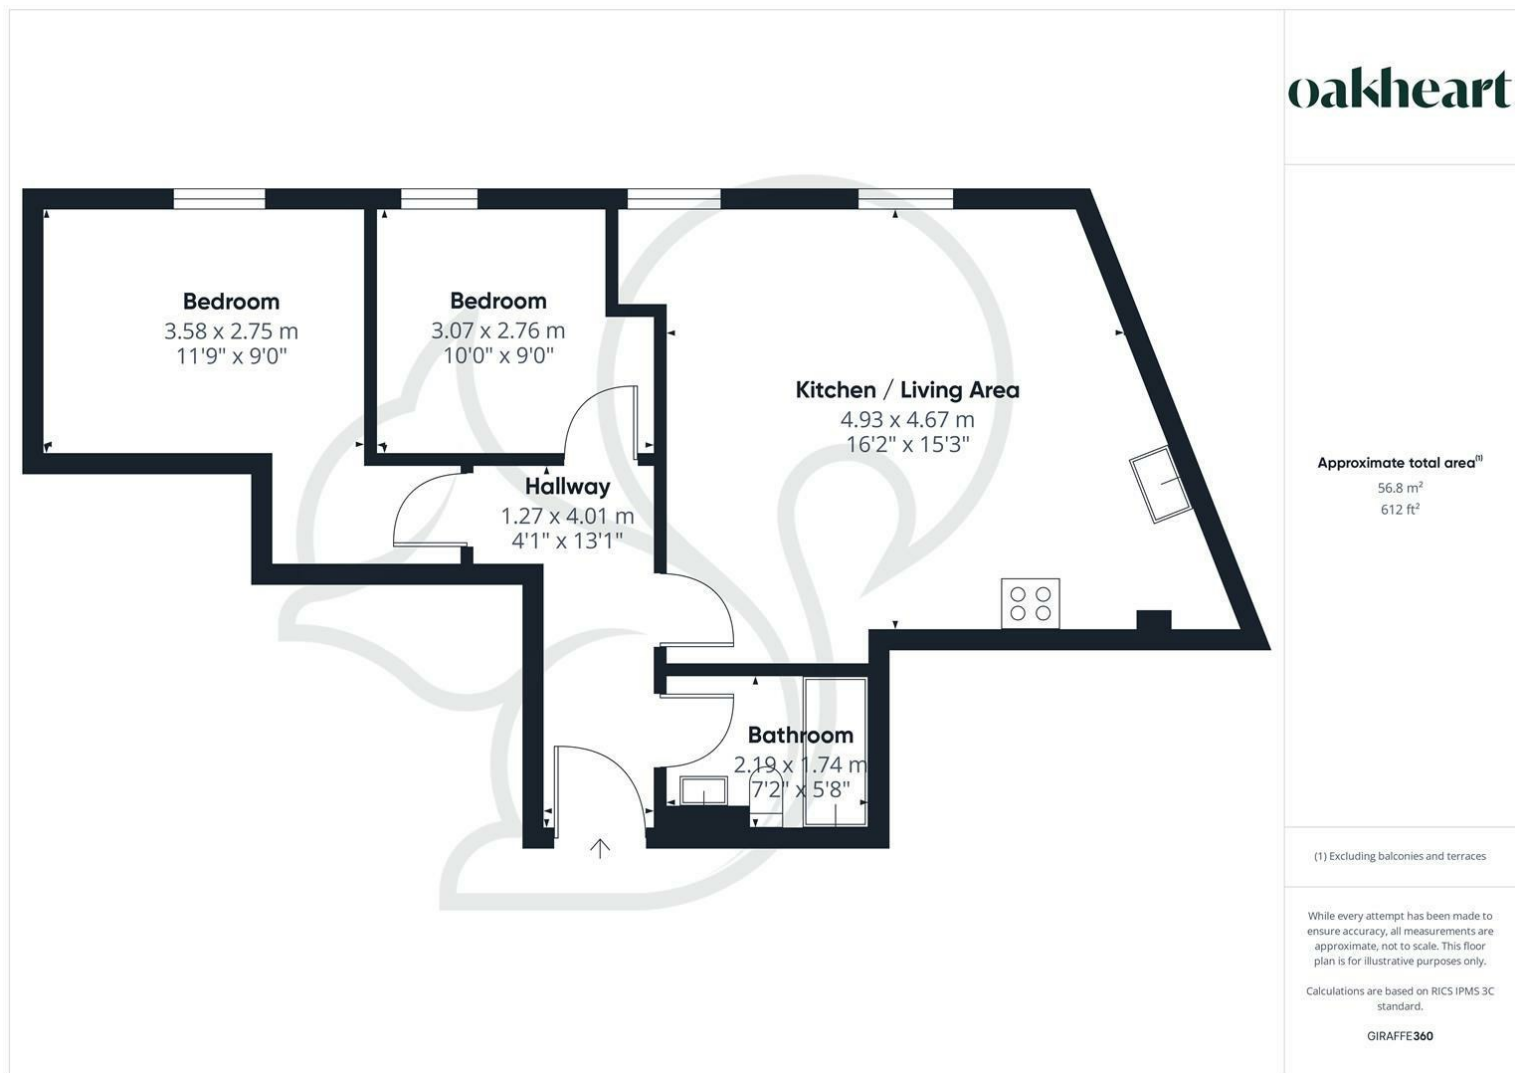 oakheart
Bedroom
3.58 x 2.75 m
11'9" x 9'0"
Bedroom
3.07 x 2.76 m
10'0" x 9'0"
Kitchen / Living Area
4.93 x 4.67 m
16'2" x 15'3"
Hallway
1.27 x 4.01 m
4'1" x 13'1"
Bathroom
2.19 x 1.74 m
7'2" x 5'8"
Approximate total area(1)
56.8 m²
612 ft²
(1) Excluding balconies and terraces
While every attempt has been made to
ensure accuracy, all measurements are
approximate, not to scale. This floor
plan is for illustrative purposes only.
Calculations are based on RICS IPMS 3C
standard.
GIRAFFE360